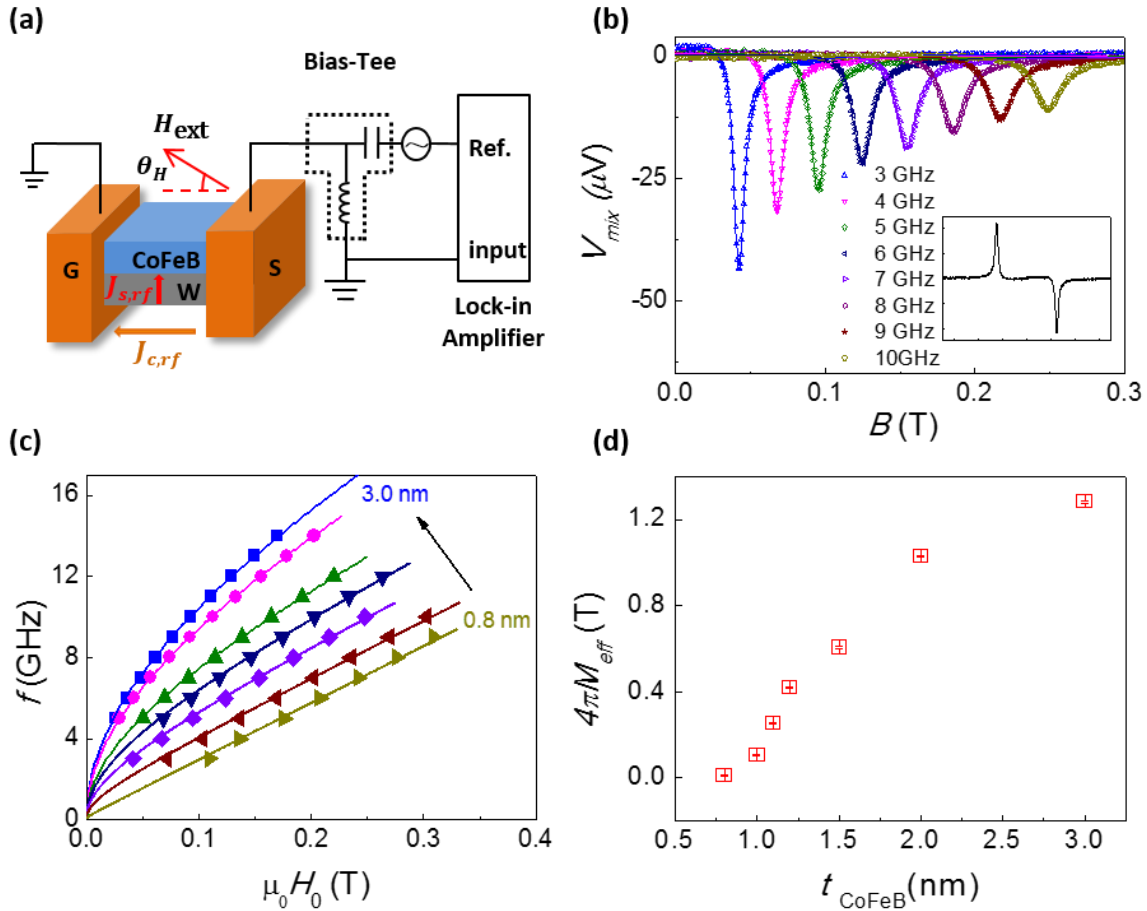 (a)
Bias-Tee
H_ext
θ_H
Ref.
G
CoFeB
S
input
J_s,rf
W
Lock-in
Amplifier
J_c,rf
(b)
0
-25
-50
V_mix (μV)
3 GHz
4 GHz
5 GHz
6 GHz
7 GHz
8 GHz
9 GHz
10GHz
0.0 0.1 0.2 0.3
B (T)
(c)
16
12
8
4
0
f (GHz)
3.0 nm
0.8 nm
0.0 0.1 0.2 0.3 0.4
μ₀H₀ (T)
(d)
1.2
0.8
0.4
0.0
4πM_eff (T)
0.5 1.0 1.5 2.0 2.5 3.0
t_CoFeB (nm)